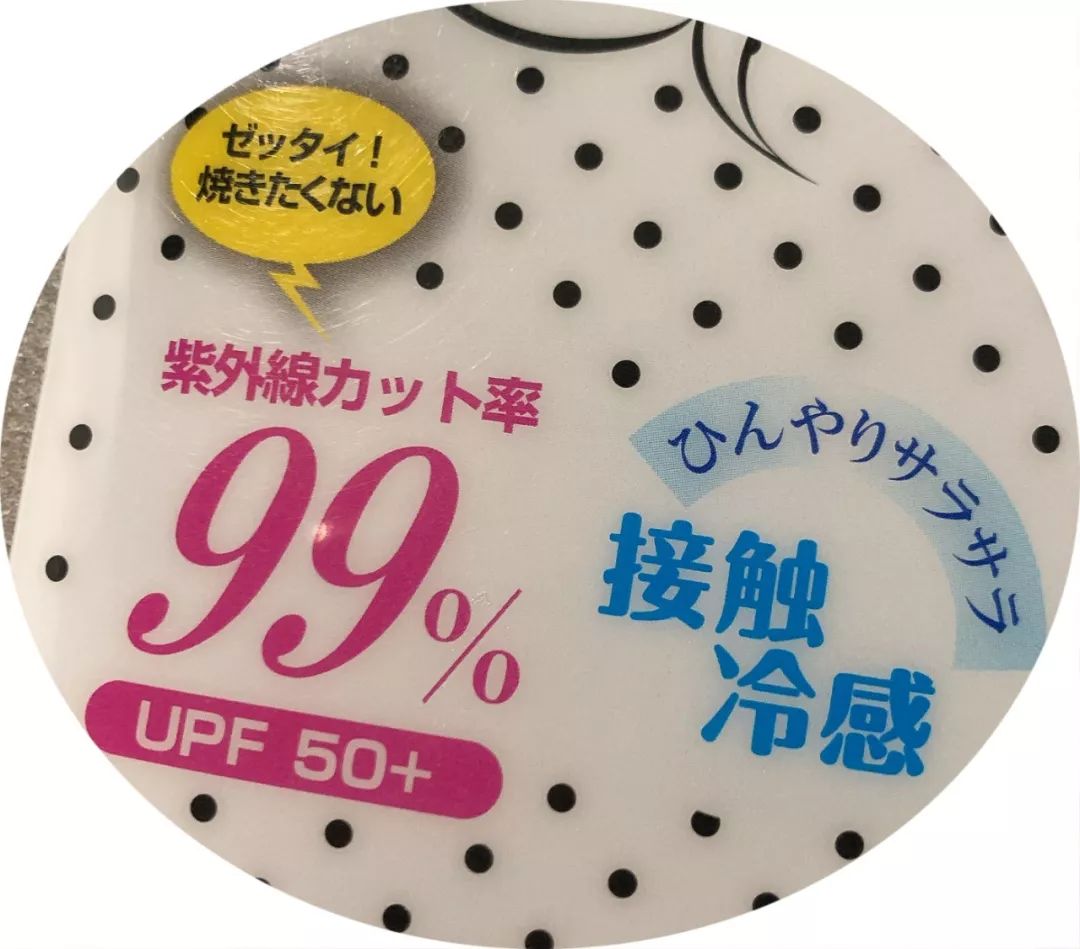 ゼッタイ！
焼きたくない
紫外線カット率
99%
UPF 50+
ひんやりサラサラ
接触
冷感